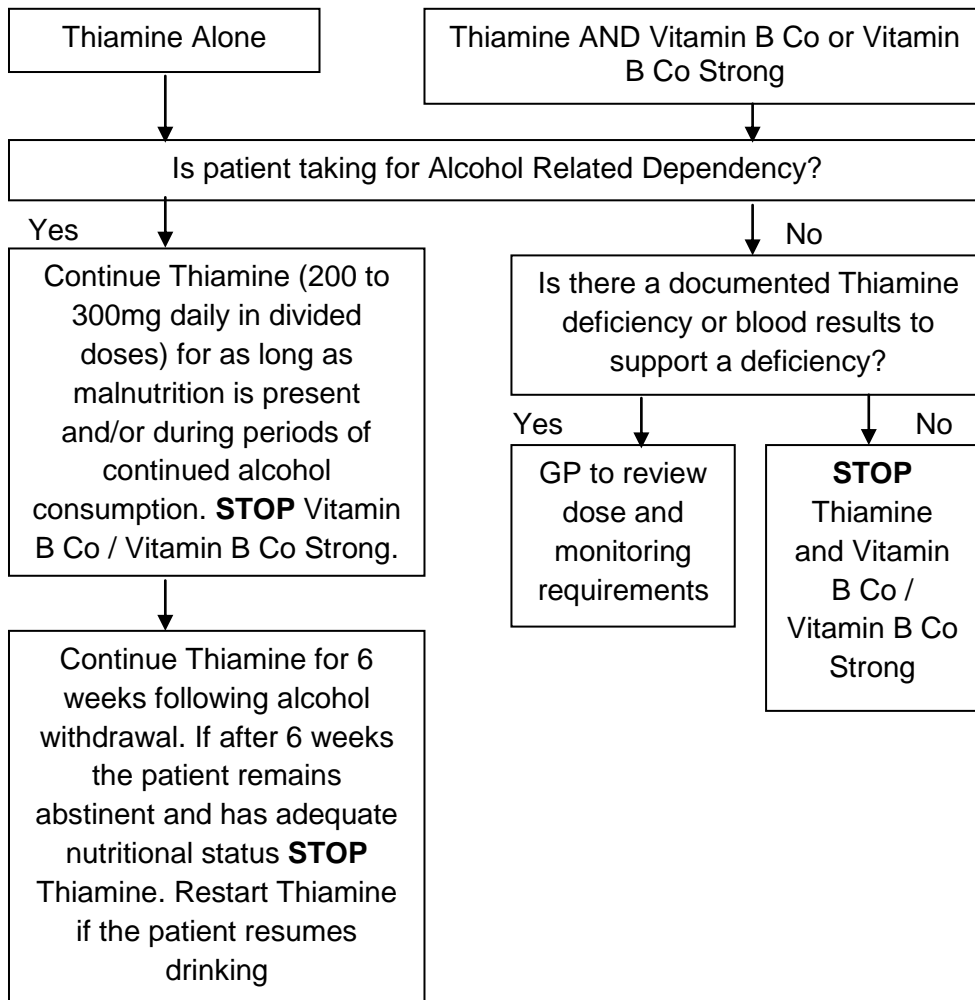 Thiamine Alone
Thiamine AND Vitamin B Co or Vitamin
B Co Strong
Is patient taking for Alcohol Related Dependency?
Yes
No
Continue Thiamine (200 to
300mg daily in divided
doses) for as long as
malnutrition is present
and/or during periods of
continued alcohol
consumption. STOP Vitamin
B Co / Vitamin B Co Strong.
Is there a documented Thiamine
deficiency or blood results to
support a deficiency?
Yes
No
GP to review
dose and
monitoring
requirements
STOP
Thiamine
and Vitamin
B Co /
Vitamin B Co
Strong
Continue Thiamine for 6
weeks following alcohol
withdrawal. If after 6 weeks
the patient remains
abstinent and has adequate
nutritional status STOP
Thiamine. Restart Thiamine
if the patient resumes
drinking